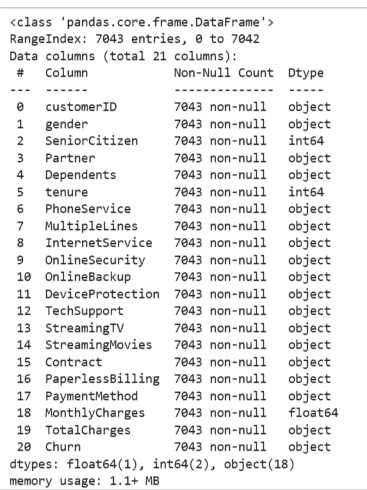 <class 'pandas.core.frame.DataFrame'>
RangeIndex: 7043 entries, 0 to 7042
Data columns (total 21 columns):
 #   Column            Non-Null Count  Dtype
---  ------            --------------  -----
 0   customerID        7043 non-null   object
 1   gender            7043 non-null   object
 2   SeniorCitizen     7043 non-null   int64
 3   Partner           7043 non-null   object
 4   Dependents        7043 non-null   object
 5   tenure            7043 non-null   int64
 6   PhoneService      7043 non-null   object
 7   MultipleLines     7043 non-null   object
 8   InternetService   7043 non-null   object
 9   OnlineSecurity    7043 non-null   object
 10  OnlineBackup      7043 non-null   object
 11  DeviceProtection  7043 non-null   object
 12  TechSupport       7043 non-null   object
 13  StreamingTV       7043 non-null   object
 14  StreamingMovies   7043 non-null   object
 15  Contract          7043 non-null   object
 16  PaperlessBilling  7043 non-null   object
 17  PaymentMethod     7043 non-null   object
 18  MonthlyCharges    7043 non-null   float64
 19  TotalCharges      7043 non-null   object
 20  Churn             7043 non-null   object
dtypes: float64(1), int64(2), object(18)
memory usage: 1.1+ MB